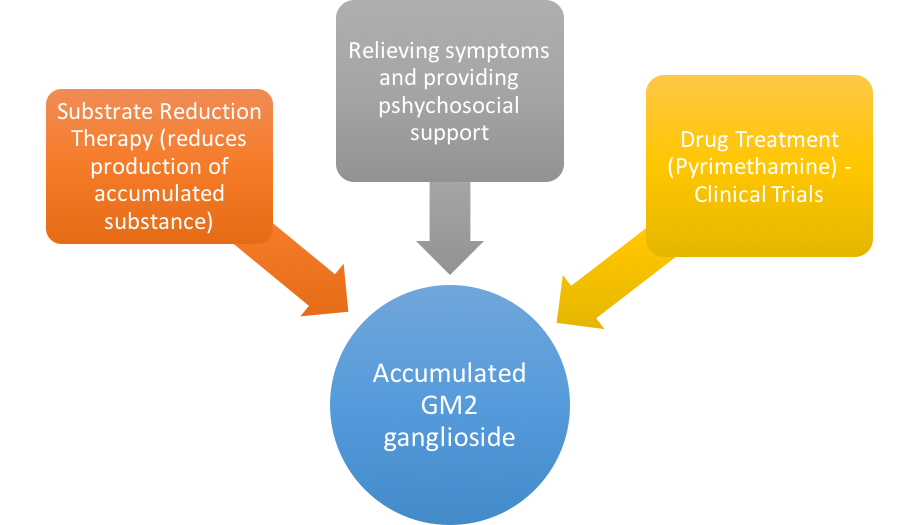 Relieving symptoms
and providing
pshychosocial
support
Substrate Reduction
Therapy (reduces
production of
accumulated
substance)
Drug Treatment
(Pyrimethamine) -
Clinical Trials
Accumulated
GM2
ganglioside